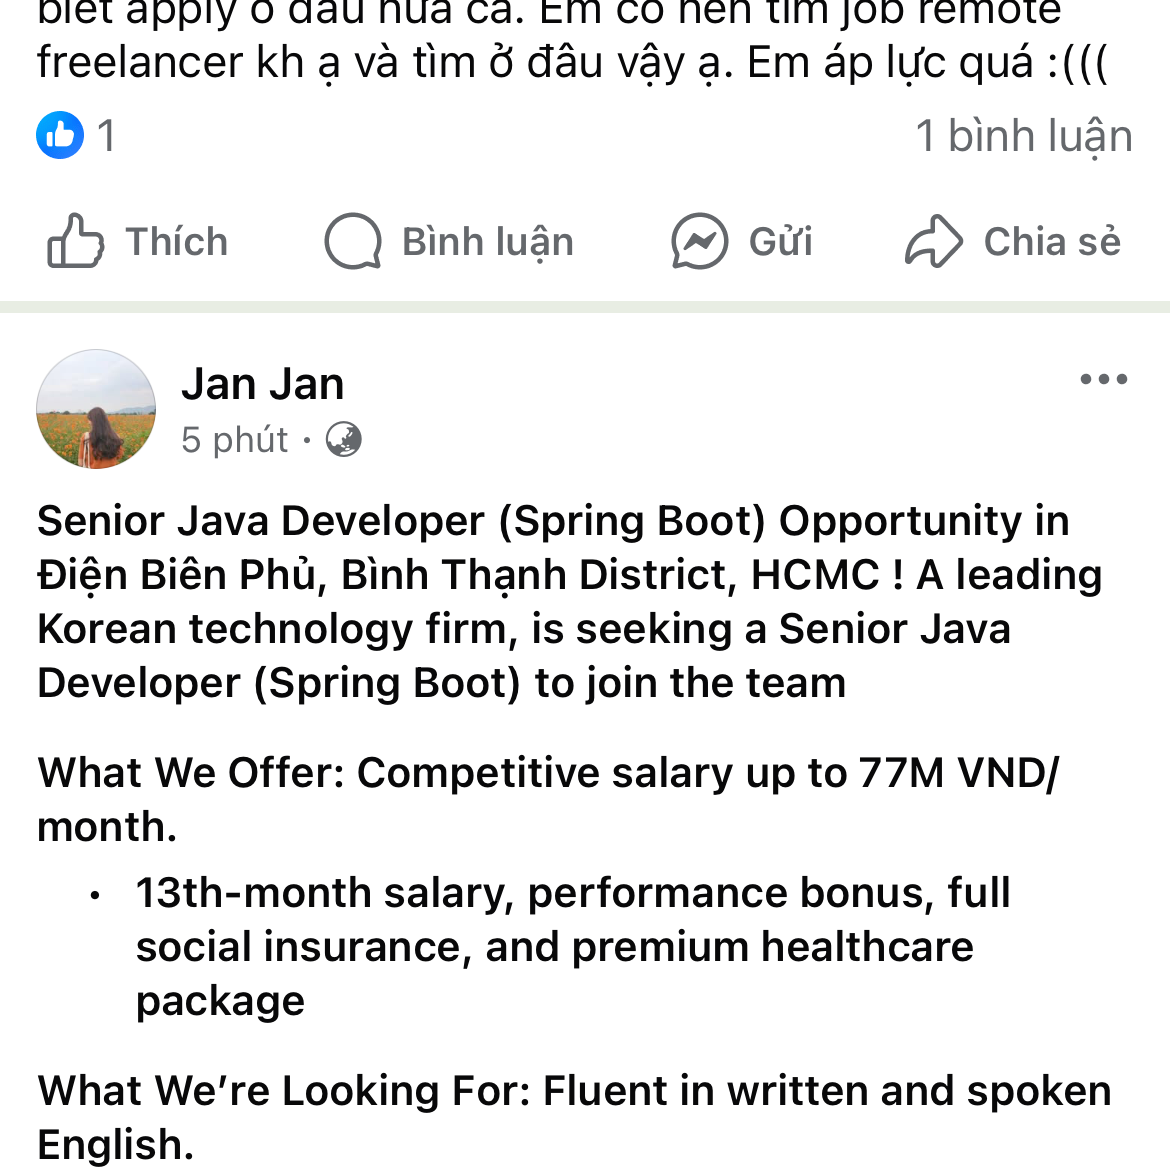 biết apply ở đâu nữa cả. Em có nên tìm job remote
freelancer kh ạ và tìm ở đâu vậy ạ. Em áp lực quá :(((
1
1 bình luận
Thích
Bình luận
Gửi
Chia sẻ
Jan Jan
5 phút ·
Senior Java Developer (Spring Boot) Opportunity in
Điện Biên Phủ, Bình Thạnh District, HCMC ! A leading
Korean technology firm, is seeking a Senior Java
Developer (Spring Boot) to join the team
What We Offer: Competitive salary up to 77M VND/
month.
• 13th-month salary, performance bonus, full
social insurance, and premium healthcare
package
What We’re Looking For: Fluent in written and spoken
English.